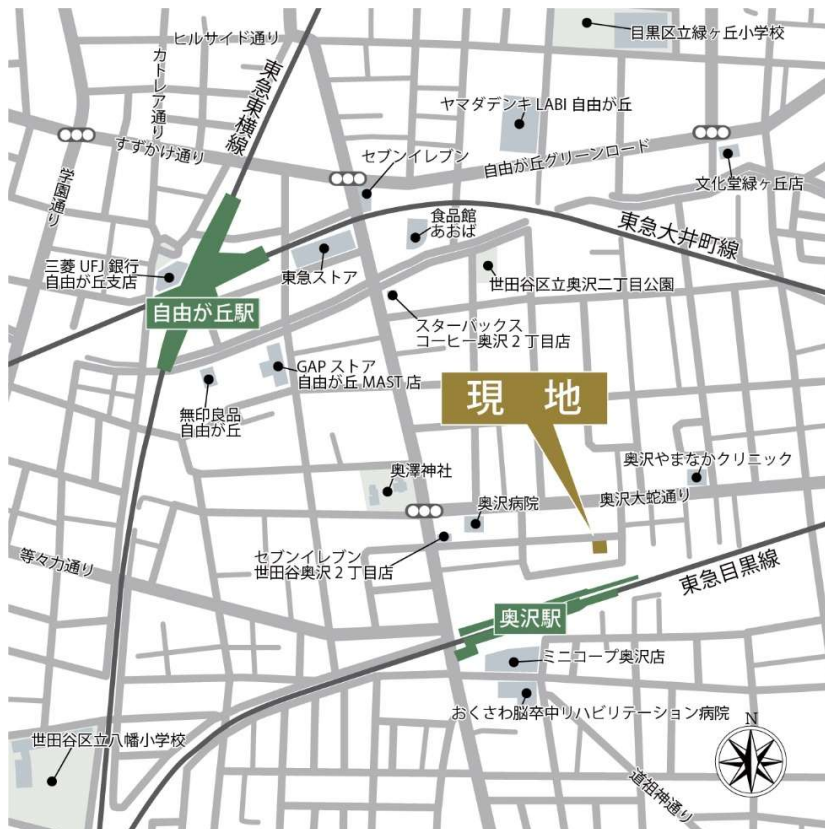 ヒルサイド通り
目黒区立緑ヶ丘小学校
カトレア通り
東急東横線
ヤマダデンキ LABI 自由が丘
すずかけ通り
セブンイレブン
自由が丘グリーンロード
学園通り
文化堂緑ヶ丘店
食品館
あおば
東急大井町線
三菱 UFJ 銀行
自由が丘支店
東急ストア
世田谷区立奥沢二丁目公園
自由が丘駅
スターバックス
コーヒー奥沢 2 丁目店
GAP ストア
自由が丘 MAST 店
現 地
無印良品
自由が丘
奥沢やまなかクリニック
奥澤神社
奥沢病院
奥沢大蛇通り
セブンイレブン
世田谷奥沢 2 丁目店
等々力通り
東急目黒線
奥沢駅
ミニコープ奥沢店
おくさわ脳卒中リハビリテーション病院
N
世田谷区立八幡小学校
道祖神通り